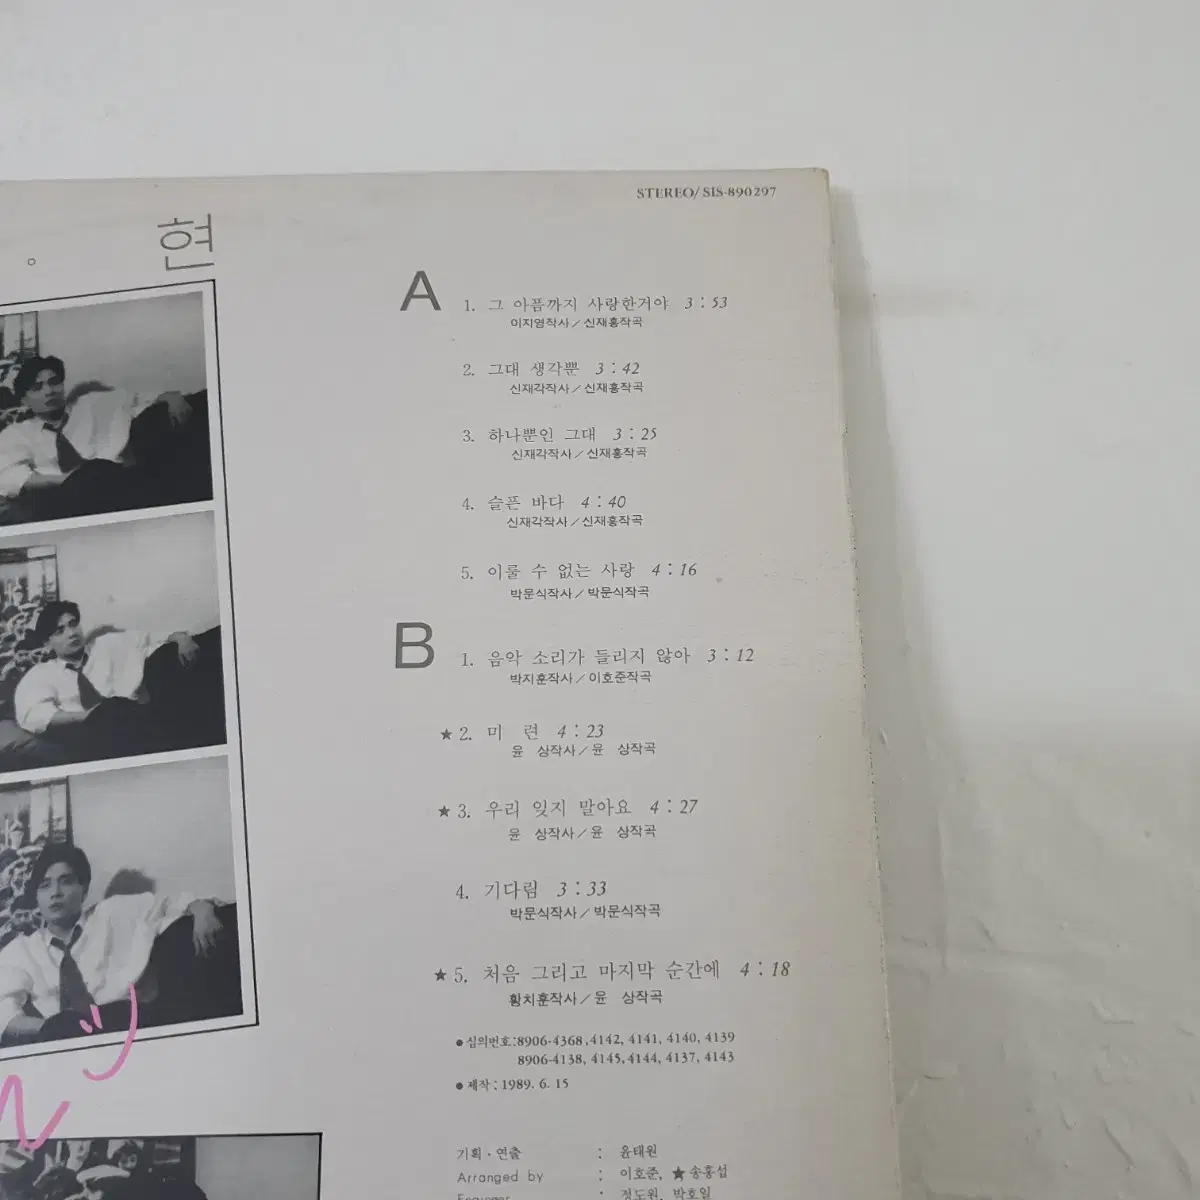 STEREO/ SIS-890297
。 현
A
1. 그 아픔까지 사랑한거야 3 : 53
이지영작사／신재홍작곡
2. 그대 생각뿐 3 : 42
신재각작사／신재홍작곡
3. 하나뿐인 그대 3 : 25
신재각작사／신재홍작곡
4. 슬픈 바다 4 : 40
신재각작사／신재홍작곡
5. 이룰 수 없는 사랑 4 : 16
박문식작사／박문식작곡
B
1. 음악 소리가 들리지 않아 3 : 12
박지훈작사／이호준작곡
★2. 미 련 4 : 23
윤 상작사／윤 상작곡
★3. 우리 잊지 말아요 4 : 27
윤 상작사／윤 상작곡
4. 기다림 3 : 33
박문식작사／박문식작곡
★5. 처음 그리고 마지막 순간에 4 : 18
황치훈작사／윤 상작곡
●심의번호:8906-4368,4142, 4141, 4140, 4139
8906-4138, 4145,4144, 4137, 4143
●제작 : 1989. 6. 15
기획·연출 : 윤태원
Arranged by : 이호준, ★송홍섭
Engineer : 정도원, 박호일